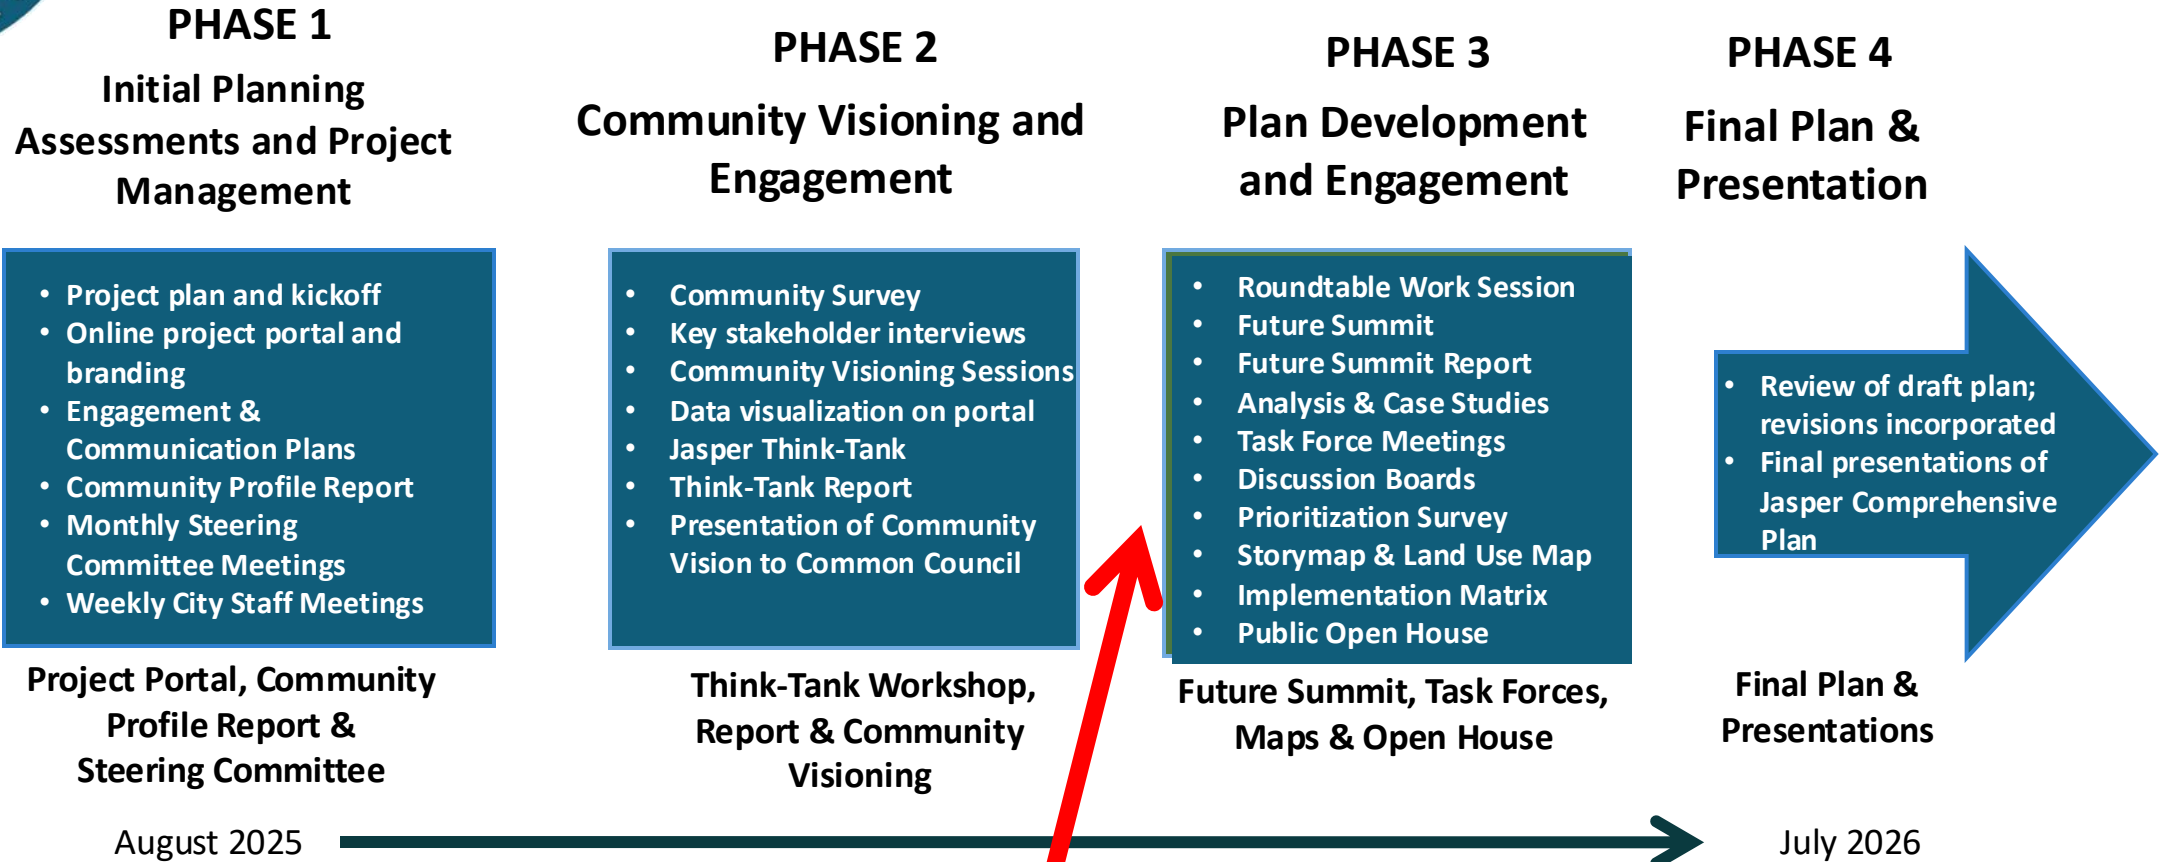 PHASE 1
Initial Planning
Assessments and Project
Management
• Project plan and kickoff
• Online project portal and
branding
• Engagement &
Communication Plans
• Community Profile Report
• Monthly Steering
Committee Meetings
• Weekly City Staff Meetings
Project Portal, Community
Profile Report &
Steering Committee
PHASE 2
Community Visioning and
Engagement
• Community Survey
• Key stakeholder interviews
• Community Visioning Sessions
• Data visualization on portal
• Jasper Think-Tank
• Think-Tank Report
• Presentation of Community
Vision to Common Council
Think-Tank Workshop,
Report & Community
Visioning
PHASE 3
Plan Development
and Engagement
• Roundtable Work Session
• Future Summit
• Future Summit Report
• Analysis & Case Studies
• Task Force Meetings
• Discussion Boards
• Prioritization Survey
• Storymap & Land Use Map
• Implementation Matrix
• Public Open House
Future Summit, Task Forces,
Maps & Open House
PHASE 4
Final Plan &
Presentation
• Review of draft plan;
revisions incorporated
• Final presentations of
Jasper Comprehensive
Plan
Final Plan &
Presentations
August 2025
July 2026